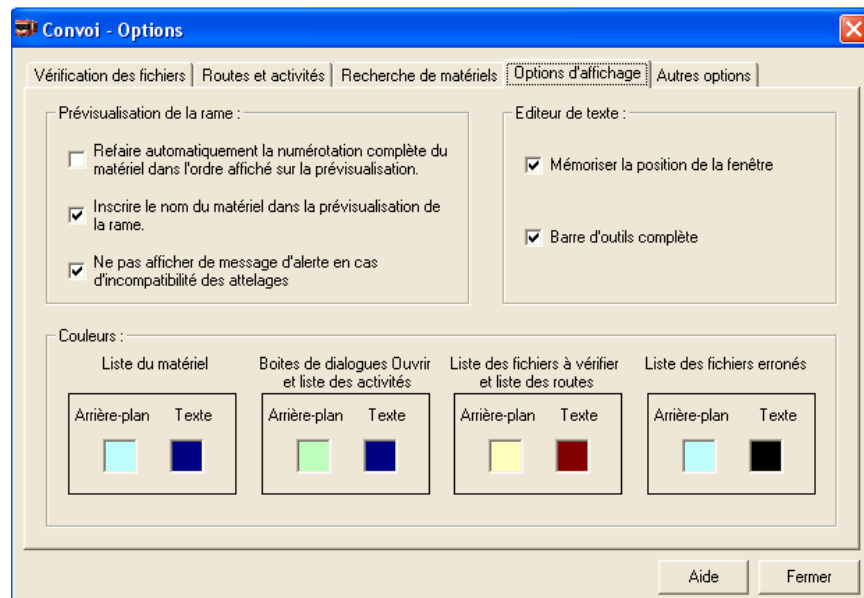 Convoi - Options
Vérification des fichiers
Routes et activités
Recherche de matériels
Options d'affichage
Autres options
Prévisualisation de la rame :
Refaire automatiquement la numérotation complète du
matériel dans l'ordre affiché sur la prévisualisation.
Inscrire le nom du matériel dans la prévisualisation de
la rame.
Ne pas afficher de message d'alerte en cas
d'incompatibilité des attelages
Editeur de texte :
Mémoriser la position de la fenêtre
Barre d'outils complète
Couleurs :
Liste du matériel
Arrière-plan Texte
Boites de dialogues Ouvrir
et liste des activités
Arrière-plan Texte
Liste des fichiers à vérifier
et liste des routes
Arrière-plan Texte
Liste des fichiers erronés
Arrière-plan Texte
Aide
Fermer